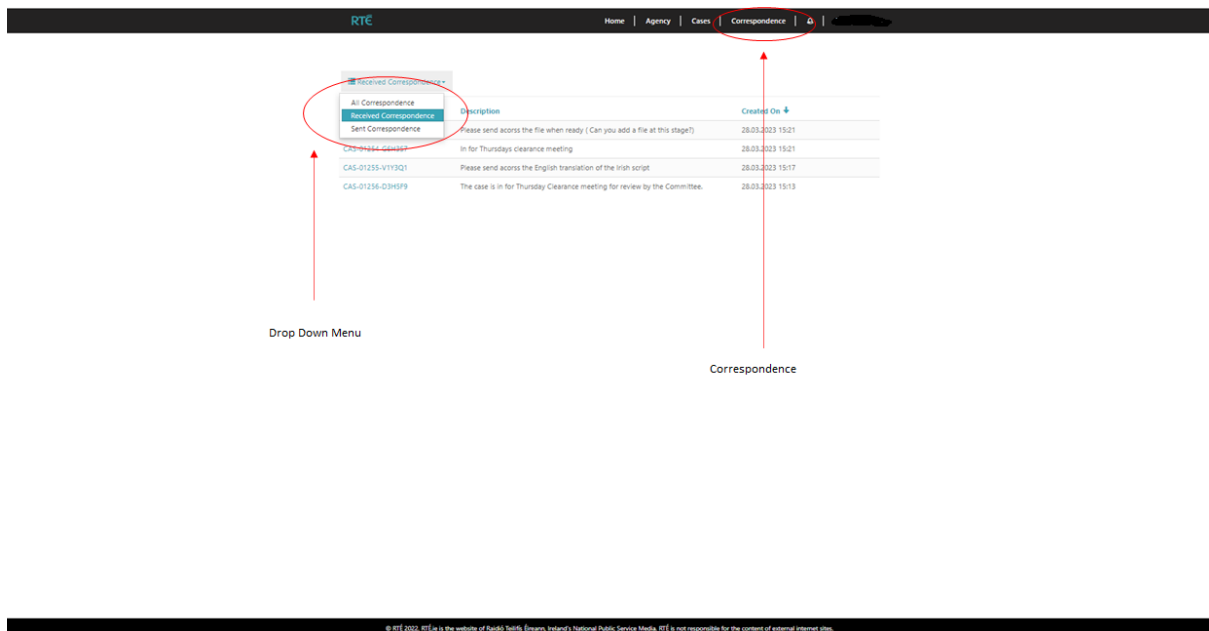 RTÉ
Home | Agency | Cases | Correspondence |
Received Correspondence
All Correspondence
Received Correspondence
Sent Correspondence
Description
Created On
Please send acorss the file when ready ( Can you add a file at this stage?)
28.03.2023 15:21
In for Thursdays clearance meeting
28.03.2023 15:21
CAS-01255-V1Y3Q1
Please send acorss the English translation of the Irish script
28.03.2023 15:17
CAS-01256-D3H5F9
The case is in for Thursday Clearance meeting for review by the Committee.
28.03.2023 15:13
Drop Down Menu
Correspondence
© RTÉ 2022. RTÉ.ie is the website of Raidió Teilifís Éireann, Ireland's National Public Service Media. RTÉ is not responsible for the content of external internet sites.